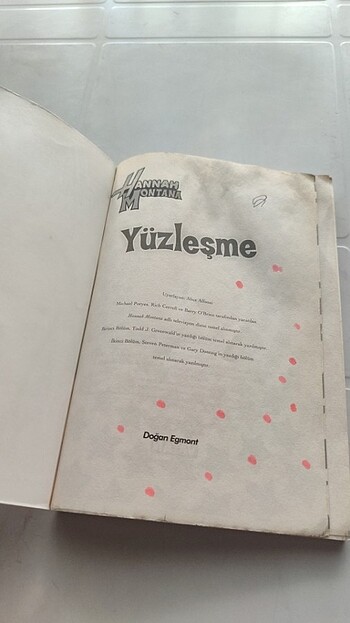 HANNAH
MONTANA
Yüzleşme
Uyarlayan: Alice Alfonsi
Michael Poryes, Rich Correll ve Barry O'Brien tarafından yaratılan
Hannah Montana adlı televizyon dizisi temel alınmıştır.
Birinci Bölüm, Todd J. Greenwald'ın yazdığı bölüm temel alınarak yazılmıştır.
İkinci Bölüm, Steven Peterman ve Gary Dontzig'in yazdığı bölüm
temel alınarak yazılmıştır.
Doğan Egmont